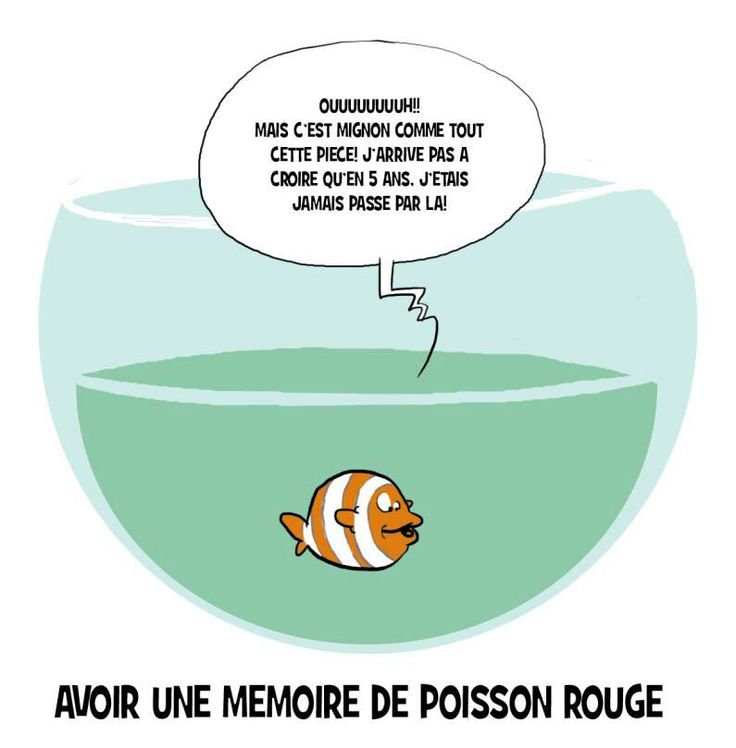 OUUUUUUUUH!!
MAIS C'EST MIGNON COMME TOUT
CETTE PIECE! J'ARRIVE PAS A
CROIRE QU'EN 5 ANS, J'ETAIS
JAMAIS PASSE PAR LA!
AVOIR UNE MEMOIRE DE POISSON ROUGE